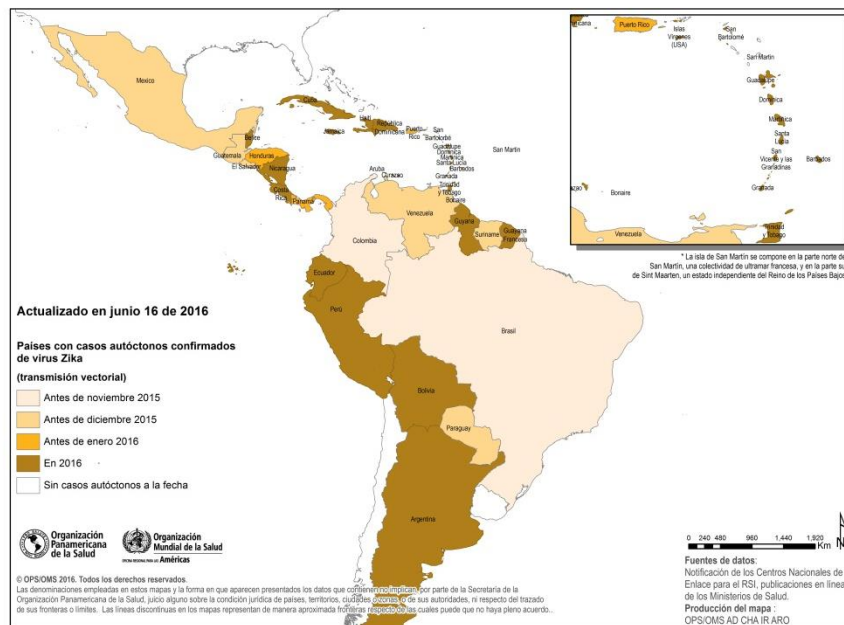 Mexico
Cuba
Belice
Guatemala
Honduras
El Salvador
Nicaragua
Costa
Rica
Panamá
Jamaica
Haití
República
Dominicana
Puerto
Rico
San
Bartolomé
Guadalupe
Dominica
Martinica
Santa Lucía
Barbados
Granada
Trinidad
y Tobago
Bonaire
San Martin
Aruba
Curazao
Venezuela
Guyana
Suriname
Guayana
Francesa
Colombia
Ecuador
Perú
Brasil
Bolivia
Paraguay
Argentina
Puerto Rico
Islas
Vírgenes
(USA)
San
Bartolomé
San Martín
Guadalupe
Dominica
Martinica
Santa
Lucía
San
Vicente y las
Granadinas
Barbados
Granada
Bonaire
Trinidad
y Tobago
Venezuela
* La isla de San Martín se compone en la parte norte de
San Martín, una colectividad de ultramar francesa, y en la parte su
de Sint Maarten, un estado independiente del Reino de los Países Bajos
Actualizado en junio 16 de 2016
Países con casos autóctonos confirmados
de virus Zika
(transmisión vectorial)
Antes de noviembre 2015
Antes de diciembre 2015
Antes de enero 2016
En 2016
Sin casos autóctonos a la fecha
Organización
Panamericana
de la Salud
Organización
Mundial de la Salud
OFICINA REGIONAL PARA LAS Américas
© OPS/OMS 2016. Todos los derechos reservados.
Las denominaciones empleadas en estos mapas y la forma en que aparecen presentados los datos que contienen no implican, por parte de la Secretaría de la
Organización Panamericana de la Salud, juicio alguno sobre la condición jurídica de países, territorios, ciudades o zonas, o de sus autoridades, ni respecto del trazado
de sus fronteras o límites. Las líneas discontinuas en los mapas representan de manera aproximada fronteras respecto de las cuales puede que no haya pleno acuerdo..
N
0 240 480 960 1,440 1,920
Km
Fuentes de datos:
Notificación de los Centros Nacionales de
Enlace para el RSI, publicaciones en línea
de los Ministerios de Salud.
Producción del mapa :
OPS/OMS AD CHA IR ARO